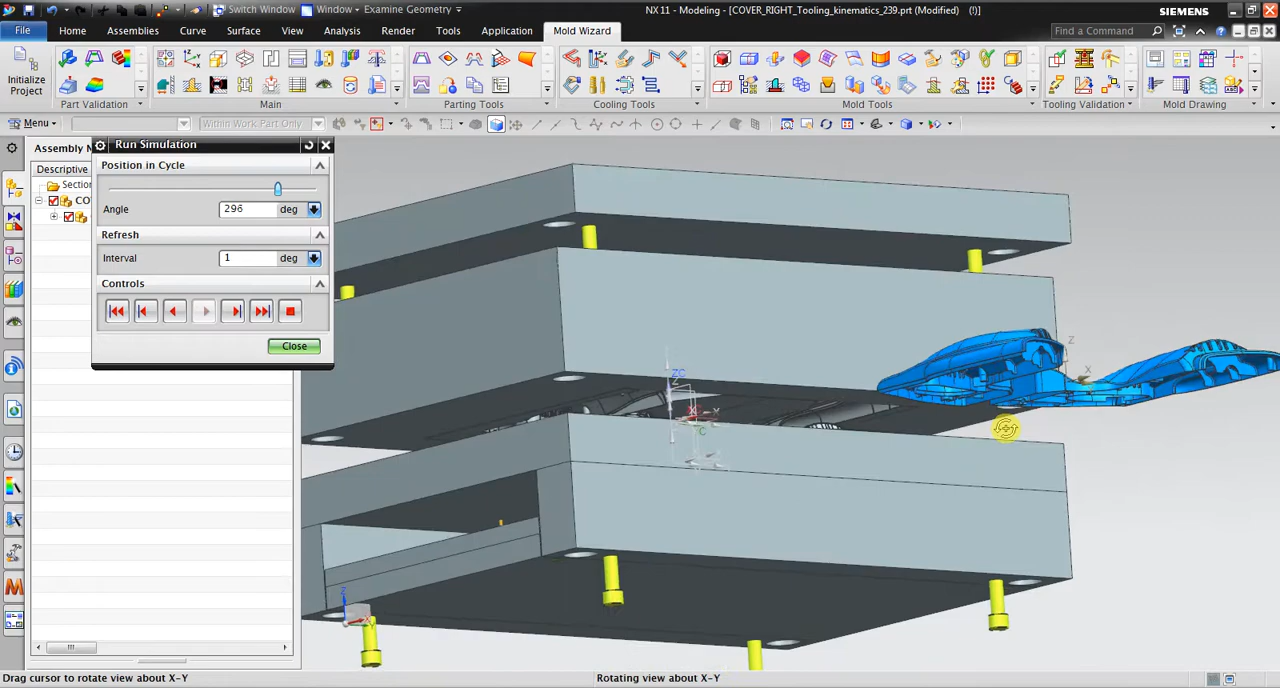 Switch Window Window Examine Geometry NX 11 - Modeling - [COVER_RIGHT_Tooling_kinematics_239.prt (Modified) (!)] SIEMENS
File Home Assemblies Curve Surface View Analysis Render Tools Application Mold Wizard Find a Command
Initialize
Project
Part Validation Main Parting Tools Cooling Tools Mold Tools Tooling Validation Mold Drawing
Menu Within Work Part Only
Assembly N
Descriptive
Section
CO
Run Simulation
Position in Cycle
Angle 296 deg
Refresh
Interval 1 deg
Controls
Close
ZC
Z
X
C
Z
X
Z
X
Drag cursor to rotate view about X-Y Rotating view about X-Y